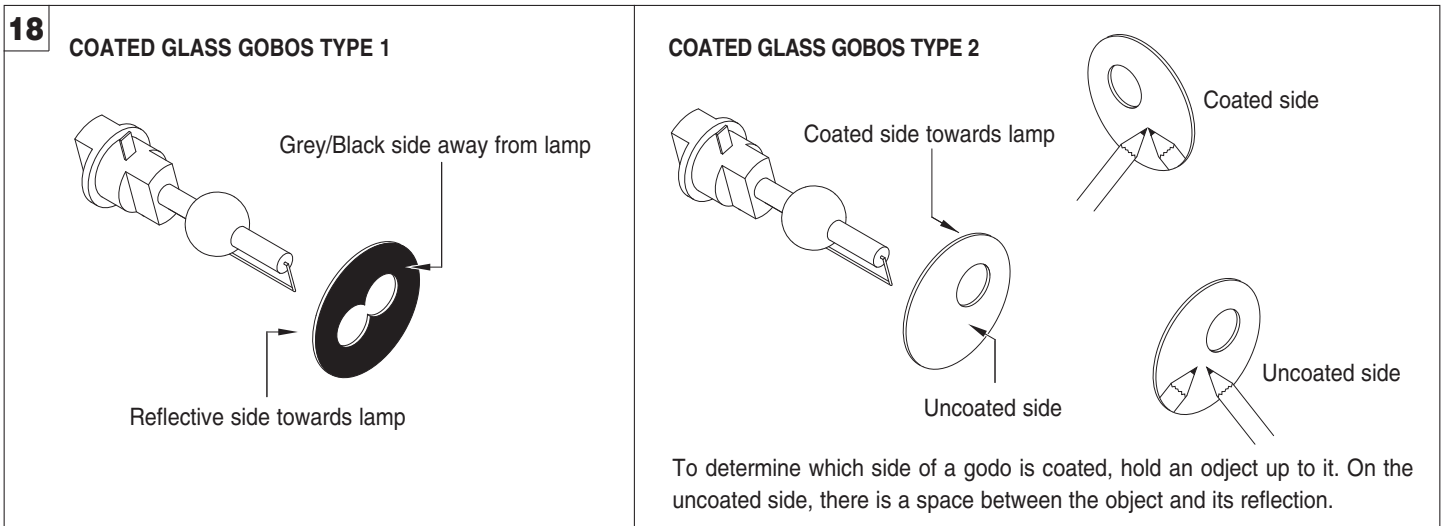 18
COATED GLASS GOBOS TYPE 1
Grey/Black side away from lamp
Reflective side towards lamp
COATED GLASS GOBOS TYPE 2
Coated side
Coated side towards lamp
Uncoated side
Uncoated side
To determine which side of a godo is coated, hold an odject up to it. On the
uncoated side, there is a space between the object and its reflection.